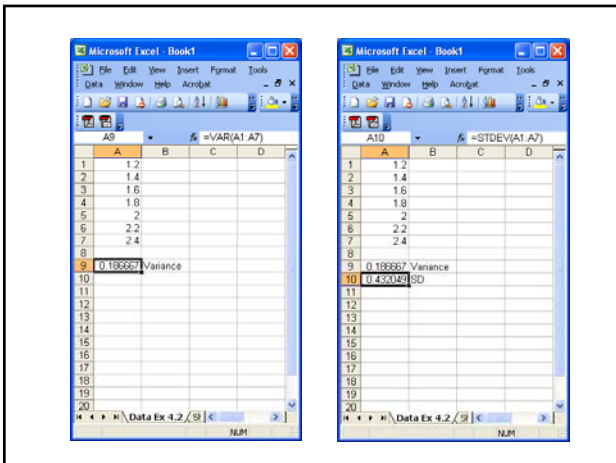 Microsoft Excel - Book1
File Edit View Insert Format Tools
Data Window Help Acrobat
A9 fx =VAR(A1:A7)
A B C D
1 1.2
2 1.4
3 1.6
4 1.8
5 2
6 2.2
7 2.4
8
9 0.186667 Variance
10
11
12
13
14
15
16
17
18
19
20
Data Ex 4.2
NUM
Microsoft Excel - Book1
File Edit View Insert Format Tools
Data Window Help Acrobat
A10 fx =STDEV(A1:A7)
A B C D
1 1.2
2 1.4
3 1.6
4 1.8
5 2
6 2.2
7 2.4
8
9 0.186667 Variance
10 0.432049 SD
11
12
13
14
15
16
17
18
19
20
Data Ex 4.2
NUM